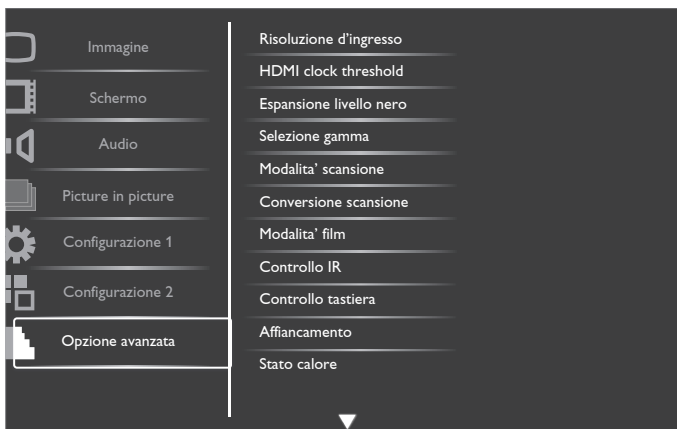 Immagine
Schermo
Audio
Picture in picture
Configurazione 1
Configurazione 2
Opzione avanzata
Risoluzione d'ingresso
HDMI clock threshold
Espansione livello nero
Selezione gamma
Modalita' scansione
Conversione scansione
Modalita' film
Controllo IR
Controllo tastiera
Affiancamento
Stato calore